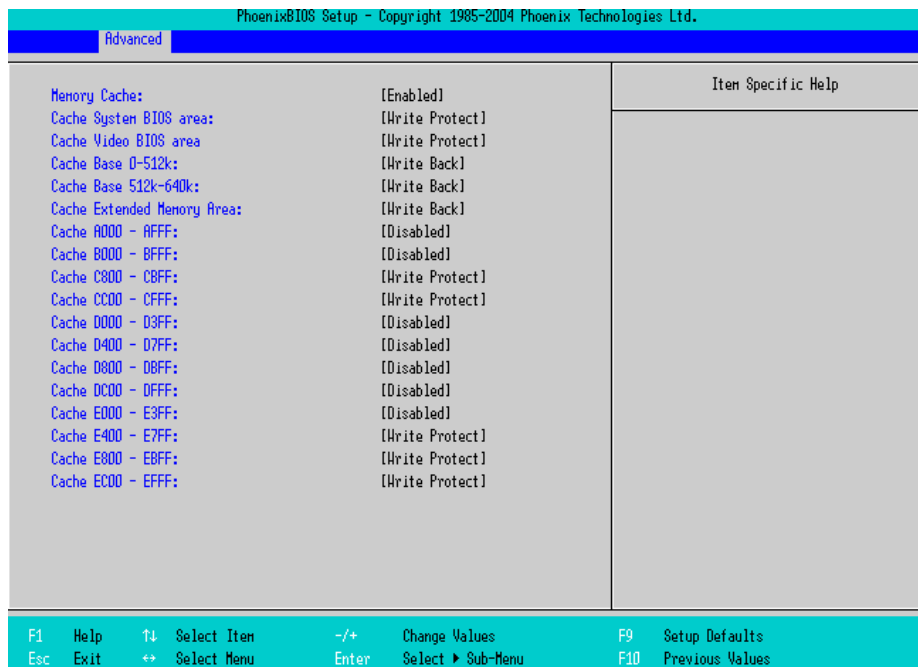 PhoenixBIOS Setup - Copyright 1985-2004 Phoenix Technologies Ltd.
Advanced
Item Specific Help
Memory Cache: [Enabled]
Cache System BIOS area: [Write Protect]
Cache Video BIOS area [Write Protect]
Cache Base 0-512k: [Write Back]
Cache Base 512k-640k: [Write Back]
Cache Extended Memory Area: [Write Back]
Cache A000 - AFFF: [Disabled]
Cache B000 - BFFF: [Disabled]
Cache C800 - CBFF: [Write Protect]
Cache CC00 - CFFF: [Write Protect]
Cache D000 - D3FF: [Disabled]
Cache D400 - D7FF: [Disabled]
Cache D800 - DBFF: [Disabled]
Cache DC00 - DFFF: [Disabled]
Cache E000 - E3FF: [Disabled]
Cache E400 - E7FF: [Write Protect]
Cache E800 - EBFF: [Write Protect]
Cache EC00 - EFFF: [Write Protect]
F1 Help ↑↓ Select Item -/+ Change Values F9 Setup Defaults
Esc Exit ↔ Select Menu Enter Select ▶ Sub-Menu F10 Previous Values